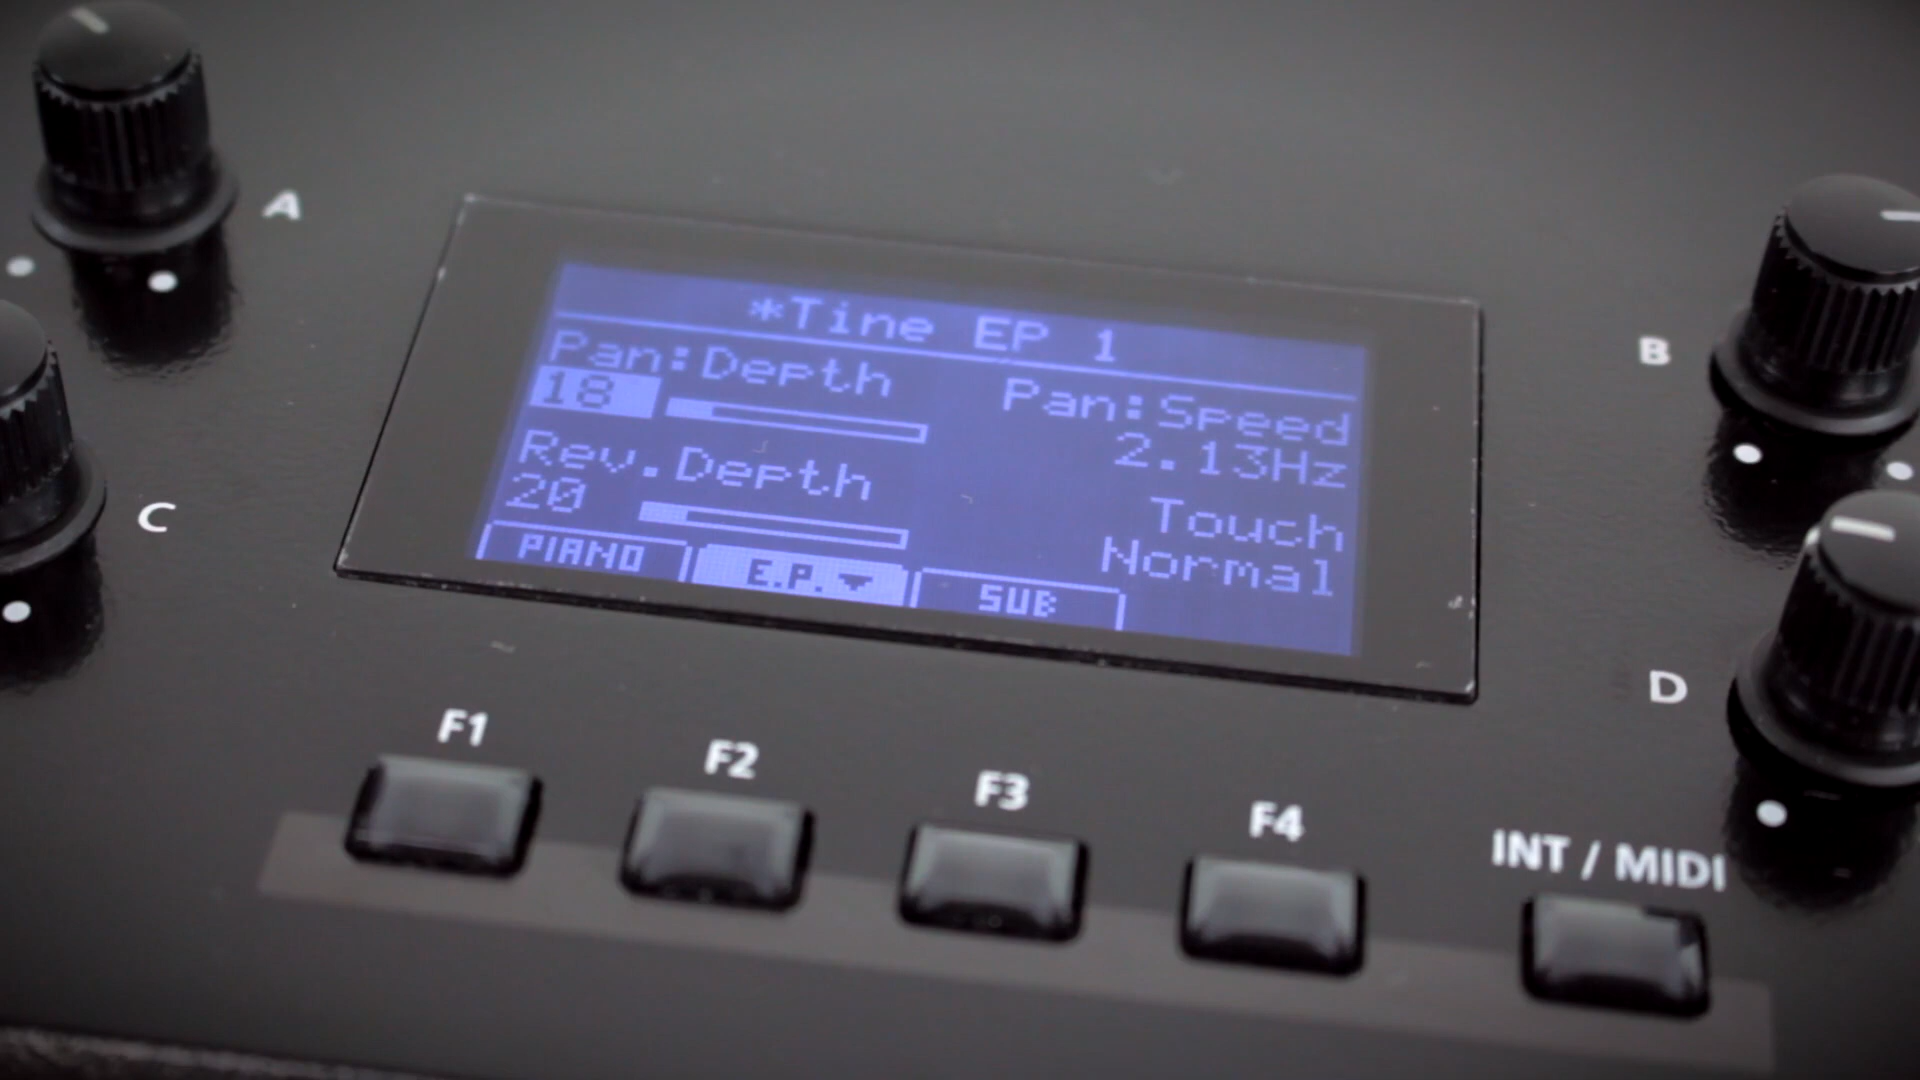 A
B
C
D
*Tine EP 1
Pan:Depth
18
Pan:Speed
2.13Hz
Rev.Depth
20
Touch
Normal
PIANO
E.P.▼
SUB
F1
F2
F3
F4
INT / MIDI